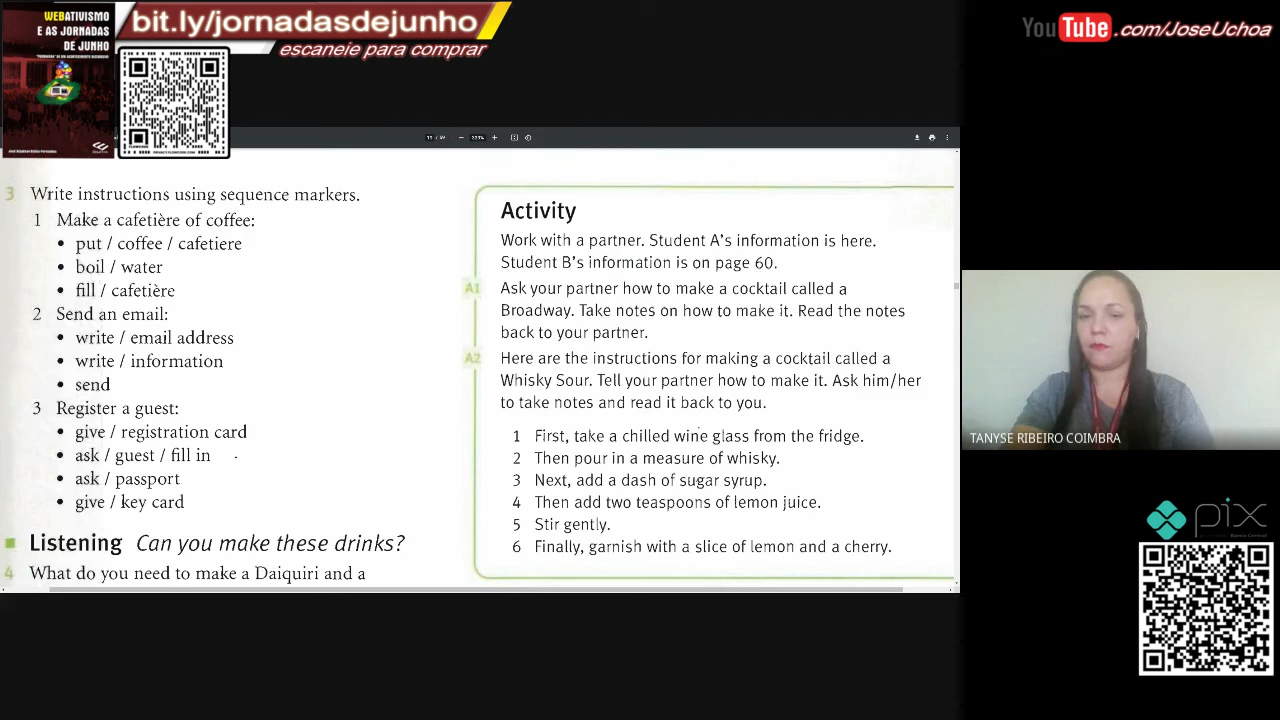 WEBATIVISMO
E AS JORNADAS
DE JUNHO
bit.ly/jornadasdejunho
escaneie para comprar
YouTube.com/JoseUchoa
3 Write instructions using sequence markers.
1 Make a cafetière of coffee:
• put / coffee / cafetiere
• boil / water
• fill / cafetière
2 Send an email:
• write / email address
• write / information
• send
3 Register a guest:
• give / registration card
• ask / guest / fill in
• ask / passport
• give / key card
Listening Can you make these drinks?
4 What do you need to make a Daiquiri and a
Activity
Work with a partner. Student A's information is here.
Student B's information is on page 60.
A1 Ask your partner how to make a cocktail called a
Broadway. Take notes on how to make it. Read the notes
back to your partner.
A2 Here are the instructions for making a cocktail called a
Whisky Sour. Tell your partner how to make it. Ask him/her
to take notes and read it back to you.
1 First, take a chilled wine glass from the fridge.
2 Then pour in a measure of whisky.
3 Next, add a dash of sugar syrup.
4 Then add two teaspoons of lemon juice.
5 Stir gently.
6 Finally, garnish with a slice of lemon and a cherry.
TANYSE RIBEIRO COIMBRA
pix